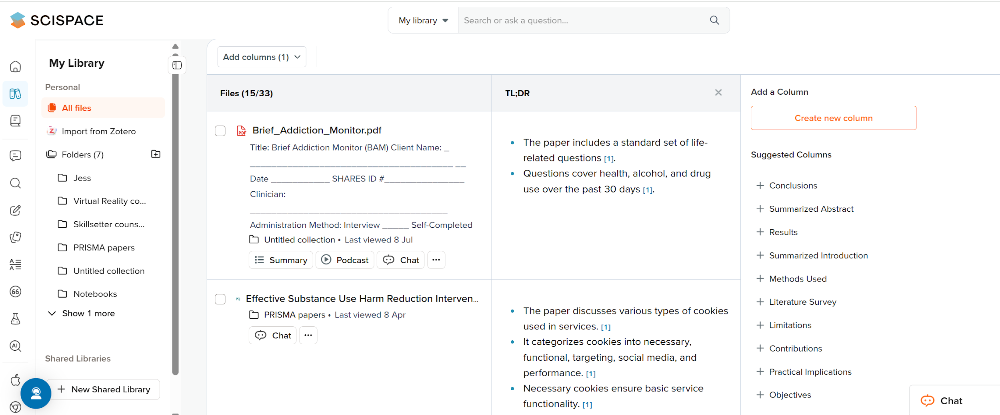 SCISPACE
My library
Search or ask a question...
My Library
Personal
All files
Import from Zotero
Folders (7)
Jess
Virtual Reality co...
Skillsetter couns...
PRISMA papers
Untitled collection
Notebooks
Show 1 more
Shared Libraries
+ New Shared Library
Add columns (1)
Files (15/33)
TL;DR
PDF
Brief_Addiction_Monitor.pdf
Title: Brief Addiction Monitor (BAM) Client Name: _
______________________________________ __
Date ___________ SHARES ID #_______________
Clinician:
_____________________________________
Administration Method: Interview _____ Self-Completed
Untitled collection • Last viewed 8 Jul
Summary
Podcast
Chat
...
• The paper includes a standard set of life-
related questions [1].
• Questions cover health, alcohol, and drug
use over the past 30 days [1].
PQ
Effective Substance Use Harm Reduction Interven...
PRISMA papers • Last viewed 8 Apr
Chat
...
• The paper discusses various types of cookies
used in services. [1]
• It categorizes cookies into necessary,
functional, targeting, social media, and
performance. [1]
• Necessary cookies ensure basic service
functionality. [1]
Add a Column
Create new column
Suggested Columns
+ Conclusions
+ Summarized Abstract
+ Results
+ Summarized Introduction
+ Methods Used
+ Literature Survey
+ Limitations
+ Contributions
+ Practical Implications
+ Objectives
Chat